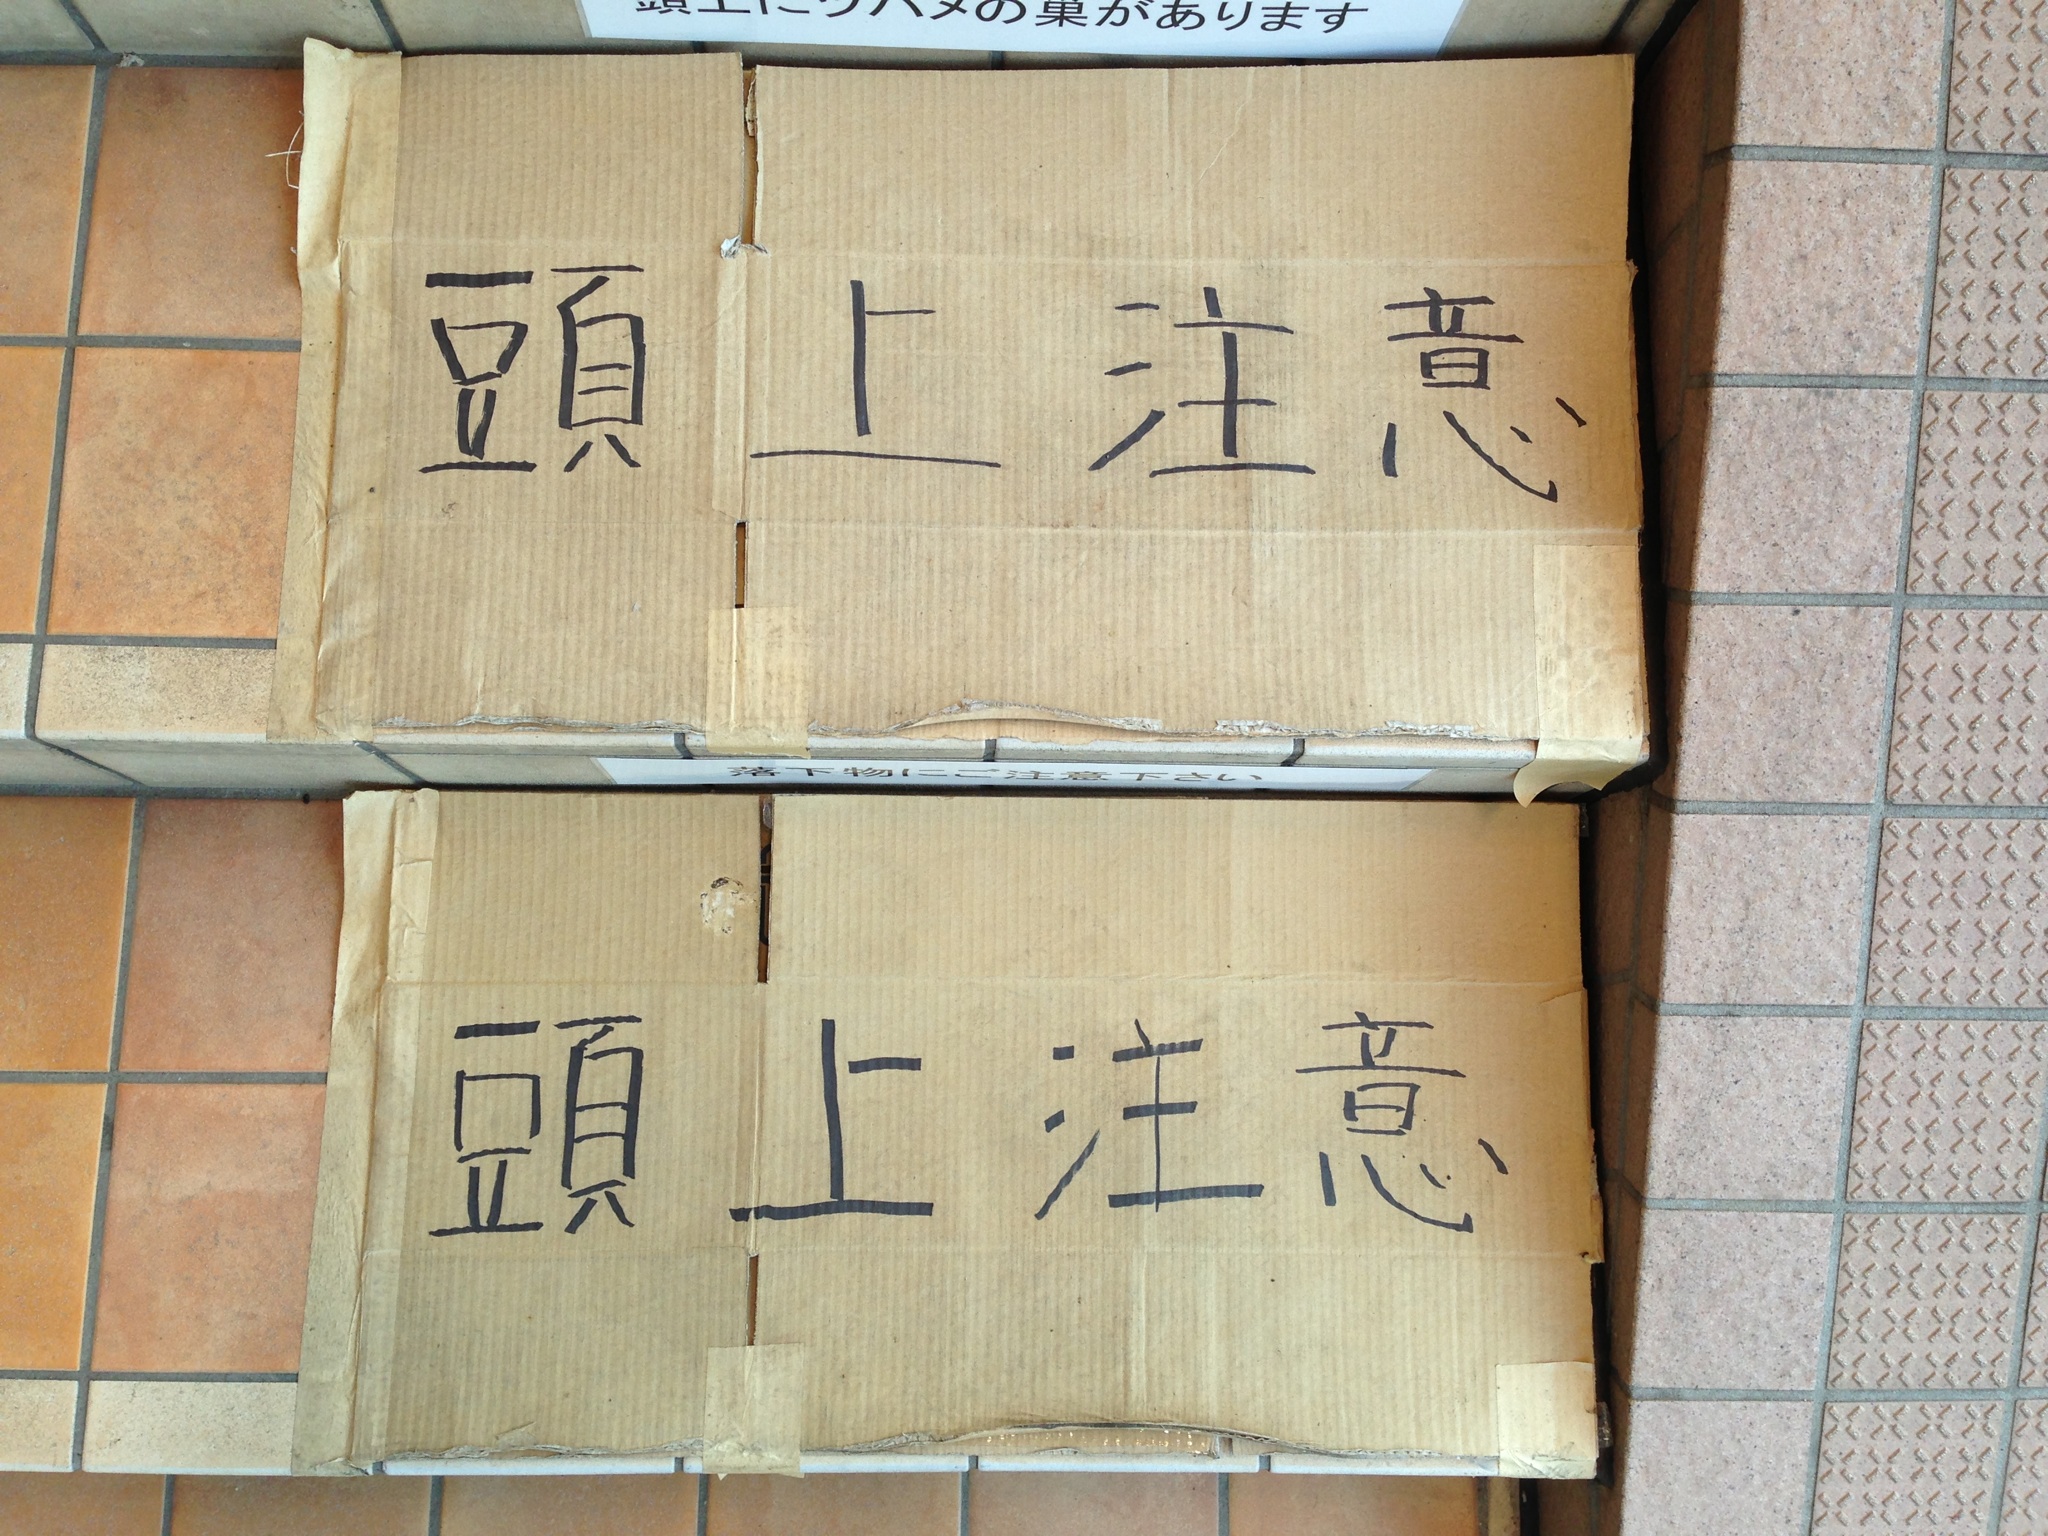 頭上にツバメの巣があります
頭上注意
落下物にご注意下さい
頭上注意